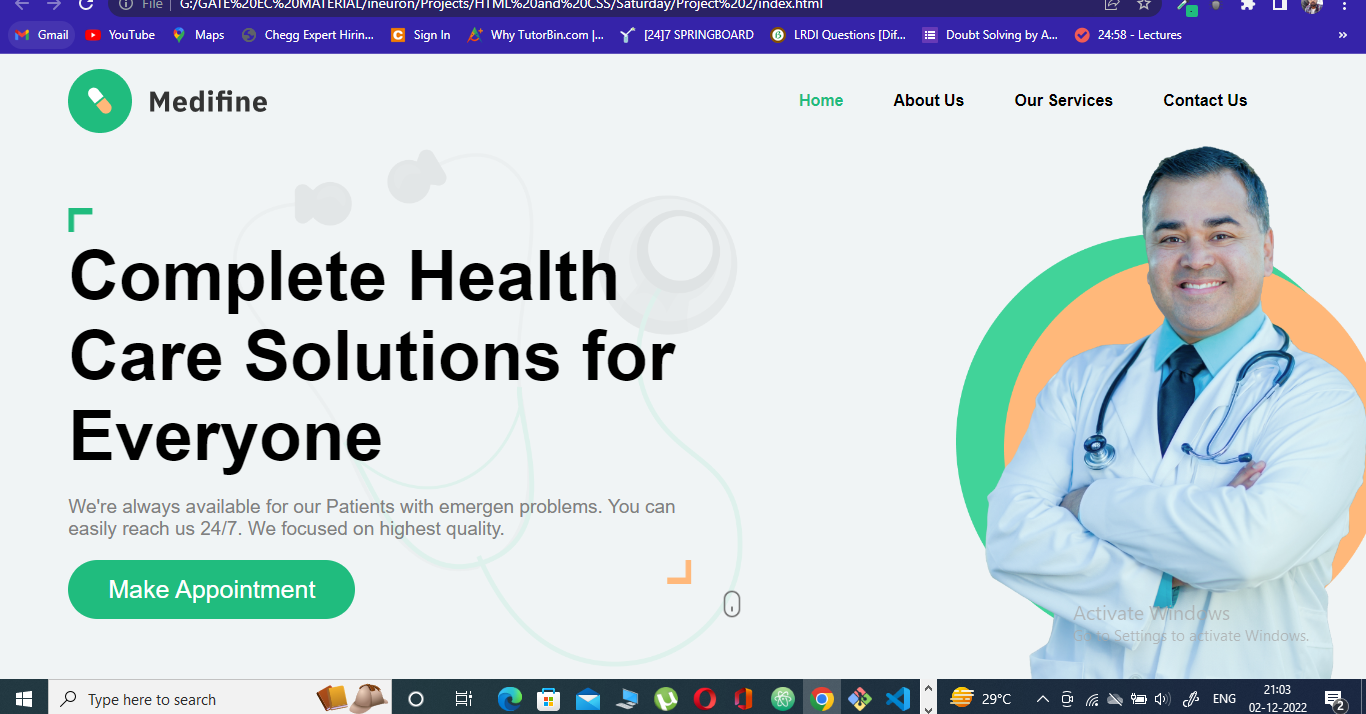 File | G:/GATE%20EC%20MATERIAL/ineuron/Projects/HTML%20and%20CSS/Saturday/Project%202/index.html
Gmail YouTube Maps Chegg Expert Hirin... Sign In Why TutorBin.com |... [24]7 SPRINGBOARD LRDI Questions [Dif... Doubt Solving by A... 24:58 - Lectures »
Medifine Home About Us Our Services Contact Us
Complete Health
Care Solutions for
Everyone
We're always available for our Patients with emergen problems. You can
easily reach us 24/7. We focused on highest quality.
Make Appointment
Activate Windows
Go to Settings to activate Windows.
Type here to search 29°C ENG 21:03
02-12-2022 2